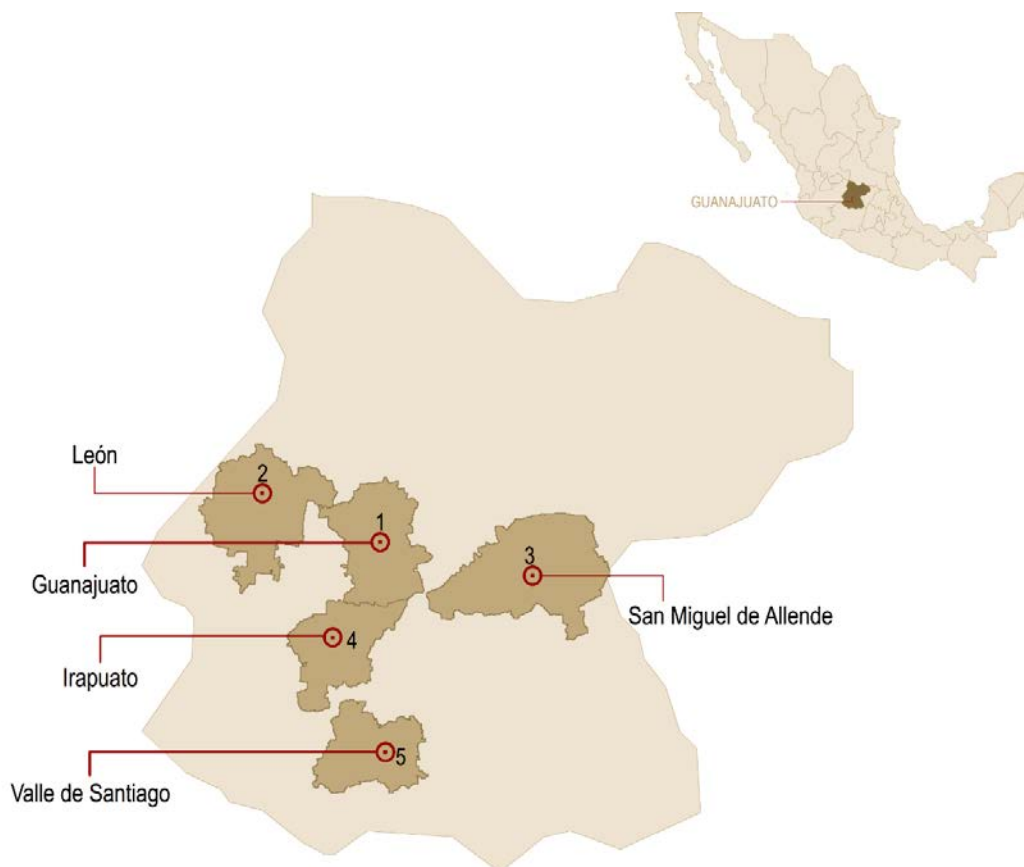 GUANAJUATO
León
2
1
Guanajuato
3
San Miguel de Allende
4
Irapuato
5
Valle de Santiago